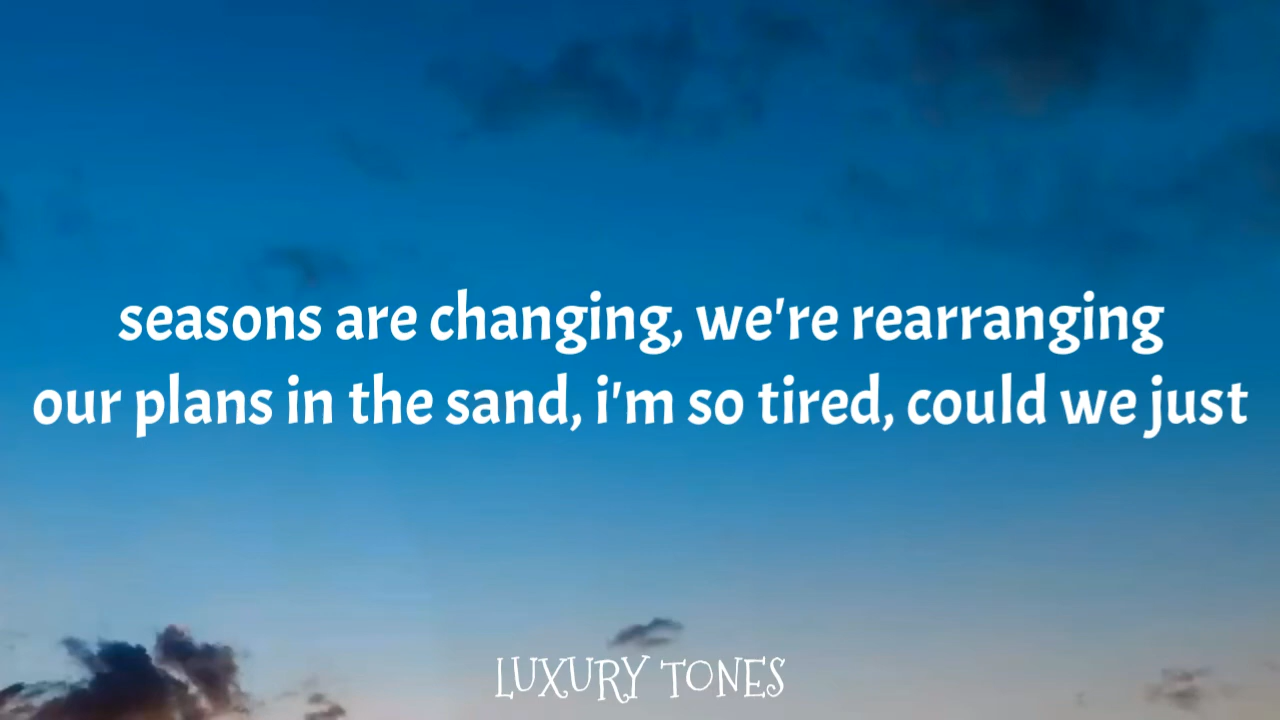 seasons are changing, we're rearranging
our plans in the sand, i'm so tired, could we just
LUXURY TONES